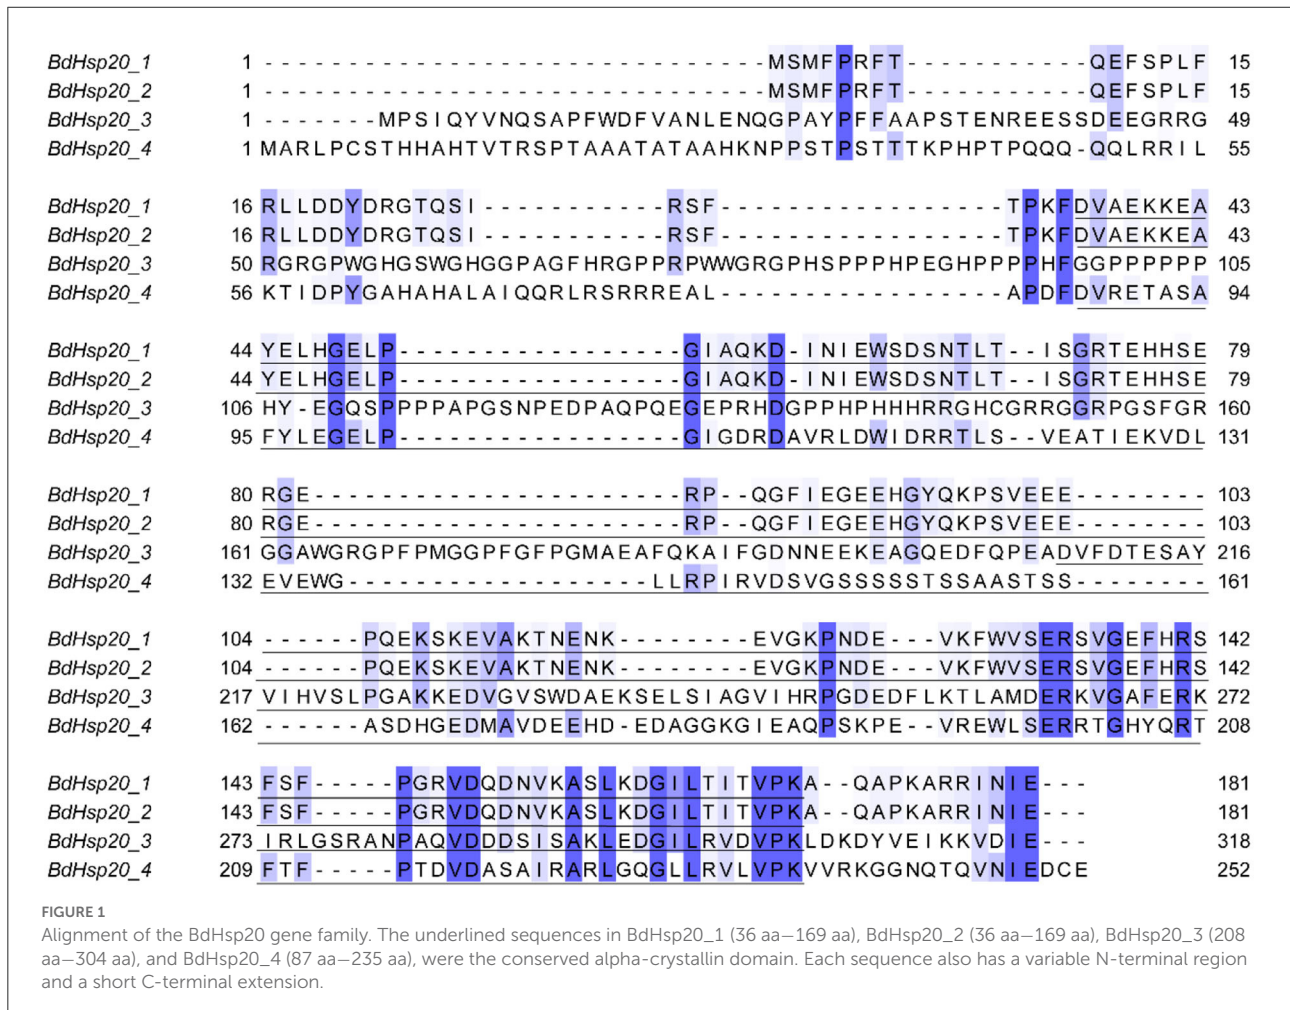 BdHsp20_1 1 ------------------------------MSMFPRFT-----------QEFSPLF 15
BdHsp20_2 1 ------------------------------MSMFPRFT-----------QEFSPLF 15
BdHsp20_3 1 -------MPSIQYVNQSAPFWDFVANLENQGPAYPFFAAPSTENREESSDEEGRRG 49
BdHsp20_4 1 MARLPCSTHHAHTVTRSPTAAATATAAHKNPPSTPSTTTKPHPTPQQQ-QQLRRIL 55
BdHsp20_1 16 RLLDDYDRGTQSI-----------RSF-----------------TPKFDVAEKKEA 43
BdHsp20_2 16 RLLDDYDRGTQSI-----------RSF-----------------TPKFDVAEKKEA 43
BdHsp20_3 50 RGRGPWGHGSWGHGGPAGFHRGPPRPWWGRGPHSPPPHPEGHPPPPHFGGPPPPPP 105
BdHsp20_4 56 KTIDPYGAHAHALAIQQRLRSRRREAL-----------------APDFDVRETASA 94
BdHsp20_1 44 YELHGELP-----------------GIAQKD-INIEWSDSNTLT--ISGRTEHHSE 79
BdHsp20_2 44 YELHGELP-----------------GIAQKD-INIEWSDSNTLT--ISGRTEHHSE 79
BdHsp20_3 106 HY-EGQSPPPPAPGSNPEDPAQPQEGEPRHDGPPHPHHHRRGHCGRRGGRPGSFGR 160
BdHsp20_4 95 FYLEGELP-----------------GIGDRDAVRLDWIDRRTLS--VEATIEKVDL 131
BdHsp20_1 80 RGE----------------------RP--QGFIEGEEHGYQKPSVEEE-------- 103
BdHsp20_2 80 RGE----------------------RP--QGFIEGEEHGYQKPSVEEE-------- 103
BdHsp20_3 161 GGAWGRGPFPMGGPFGFPGMAEAFQKAIFGDNNEEKEAGQEDFQPEADVFDTESAY 216
BdHsp20_4 132 EVEWG------------------LLRPIRVDSVGSSSSSTSSAASTSS-------- 161
BdHsp20_1 104 ------PQEKSKEVAKTNENK--------EVGKPNDE---VKFWVSERSVGEFHRS 142
BdHsp20_2 104 ------PQEKSKEVAKTNENK--------EVGKPNDE---VKFWVSERSVGEFHRS 142
BdHsp20_3 217 VIHVSLPGAKKEDVGVSWDAEKSELSIAGVIHRPGDEDFLKTLAMDERKVGAFERK 272
BdHsp20_4 162 ------ASDHGEDMAVDEEHD-EDAGGKGIEAQPSKPE--VREWLSERRTGHYQRT 208
BdHsp20_1 143 FSF-----PGRVDQDNVKASLKDGILTITVPKA--QAPKARRINIE--- 181
BdHsp20_2 143 FSF-----PGRVDQDNVKASLKDGILTITVPKA--QAPKARRINIE--- 181
BdHsp20_3 273 IRLGSRANPAQVDDDSISAKLEDGILRVDVPKLDKDYVEIKKVDIE--- 318
BdHsp20_4 209 FTF-----PTDVDASAIRARLGQGLLRVLVPKVVRKGGNQTQVNIEDCE 252
FIGURE 1
Alignment of the BdHsp20 gene family. The underlined sequences in BdHsp20_1 (36 aa–169 aa), BdHsp20_2 (36 aa–169 aa), BdHsp20_3 (208
aa–304 aa), and BdHsp20_4 (87 aa–235 aa), were the conserved alpha-crystallin domain. Each sequence also has a variable N-terminal region
and a short C-terminal extension.